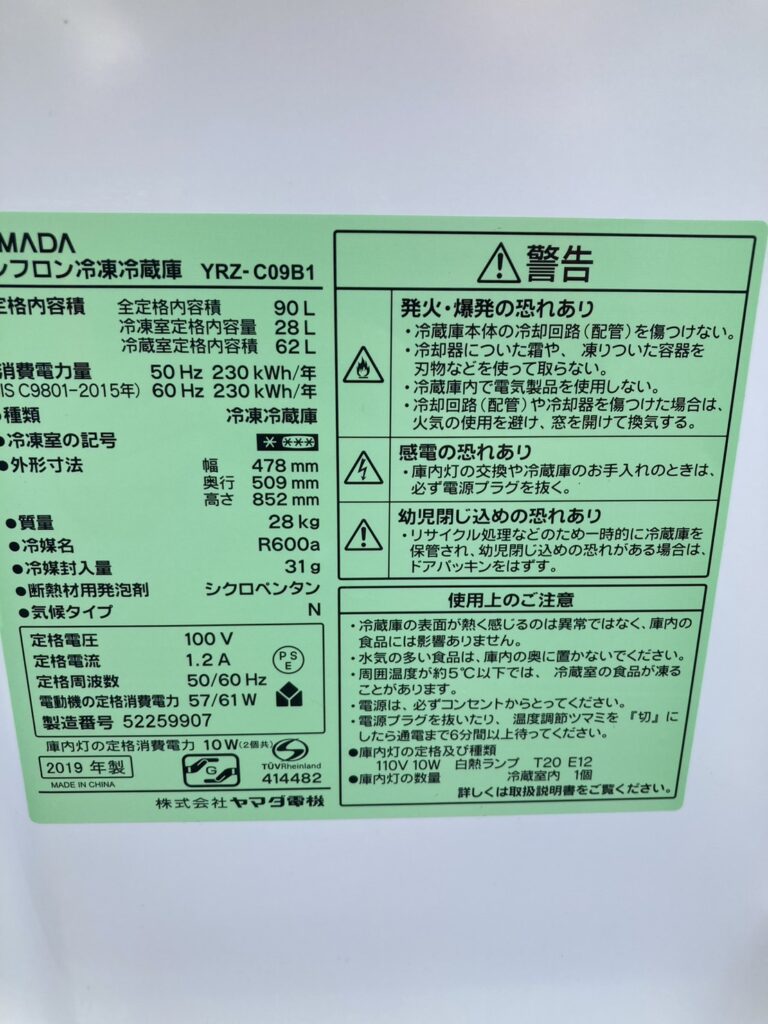 MADA
フロン冷凍冷蔵庫 YRZ-C09B1
定格内容積 全定格内容積 90 L
冷凍室定格内容量 28 L
冷蔵室定格内容積 62 L
消費電力量 50 Hz 230 kWh/年
IS C9801-2015年) 60 Hz 230 kWh/年
種類 冷凍冷蔵庫
●冷凍室の記号
●外形寸法 幅 478 mm
奥行 509 mm
高さ 852 mm
●質量 28 kg
●冷媒名 R600a
●冷媒封入量 31 g
●断熱材用発泡剤 シクロペンタン
●気候タイプ N
定格電圧 100 V
定格電流 1.2 A
定格周波数 50/60 Hz
電動機の定格消費電力 57/61 W
製造番号 52259907
PS
E
庫内灯の定格消費電力 10W(2個共)
2019 年製
MADE IN CHINA
G
TÜVRheinland
414482
株式会社 ヤマダ電機
警告
発火・爆発の恐れあり
・冷蔵庫本体の冷却回路(配管)を傷つけない。
・冷却器についた霜や、凍りついた容器を
刃物などを使って取らない。
・冷蔵庫内で電気製品を使用しない。
・冷却回路(配管)や冷却器を傷つけた場合は、
火気の使用を避け、窓を開けて換気する。
感電の恐れあり
・庫内灯の交換や冷蔵庫のお手入れのときは、
必ず電源プラグを抜く。
幼児閉じ込めの恐れあり
・リサイクル処理などのため一時的に冷蔵庫を
保管され、幼児閉じ込めの恐れがある場合は、
ドアパッキンをはずす。
使用上のご注意
・冷蔵庫の表面が熱く感じるのは異常ではなく、庫内の
食品には影響ありません。
・水気の多い食品は、庫内の奥に置かないでください。
・周囲温度が約5℃以下では、冷蔵室の食品が凍る
ことがあります。
・電源は、必ずコンセントからとってください。
・電源プラグを抜いたり、温度調節ツマミを『切』に
したら通電まで6分間以上待ってください。
●庫内灯の定格及び種類
110V 10W 白熱ランプ T20 E12
●庫内灯の数量 冷蔵室内 1個
詳しくは取扱説明書をご覧ください。